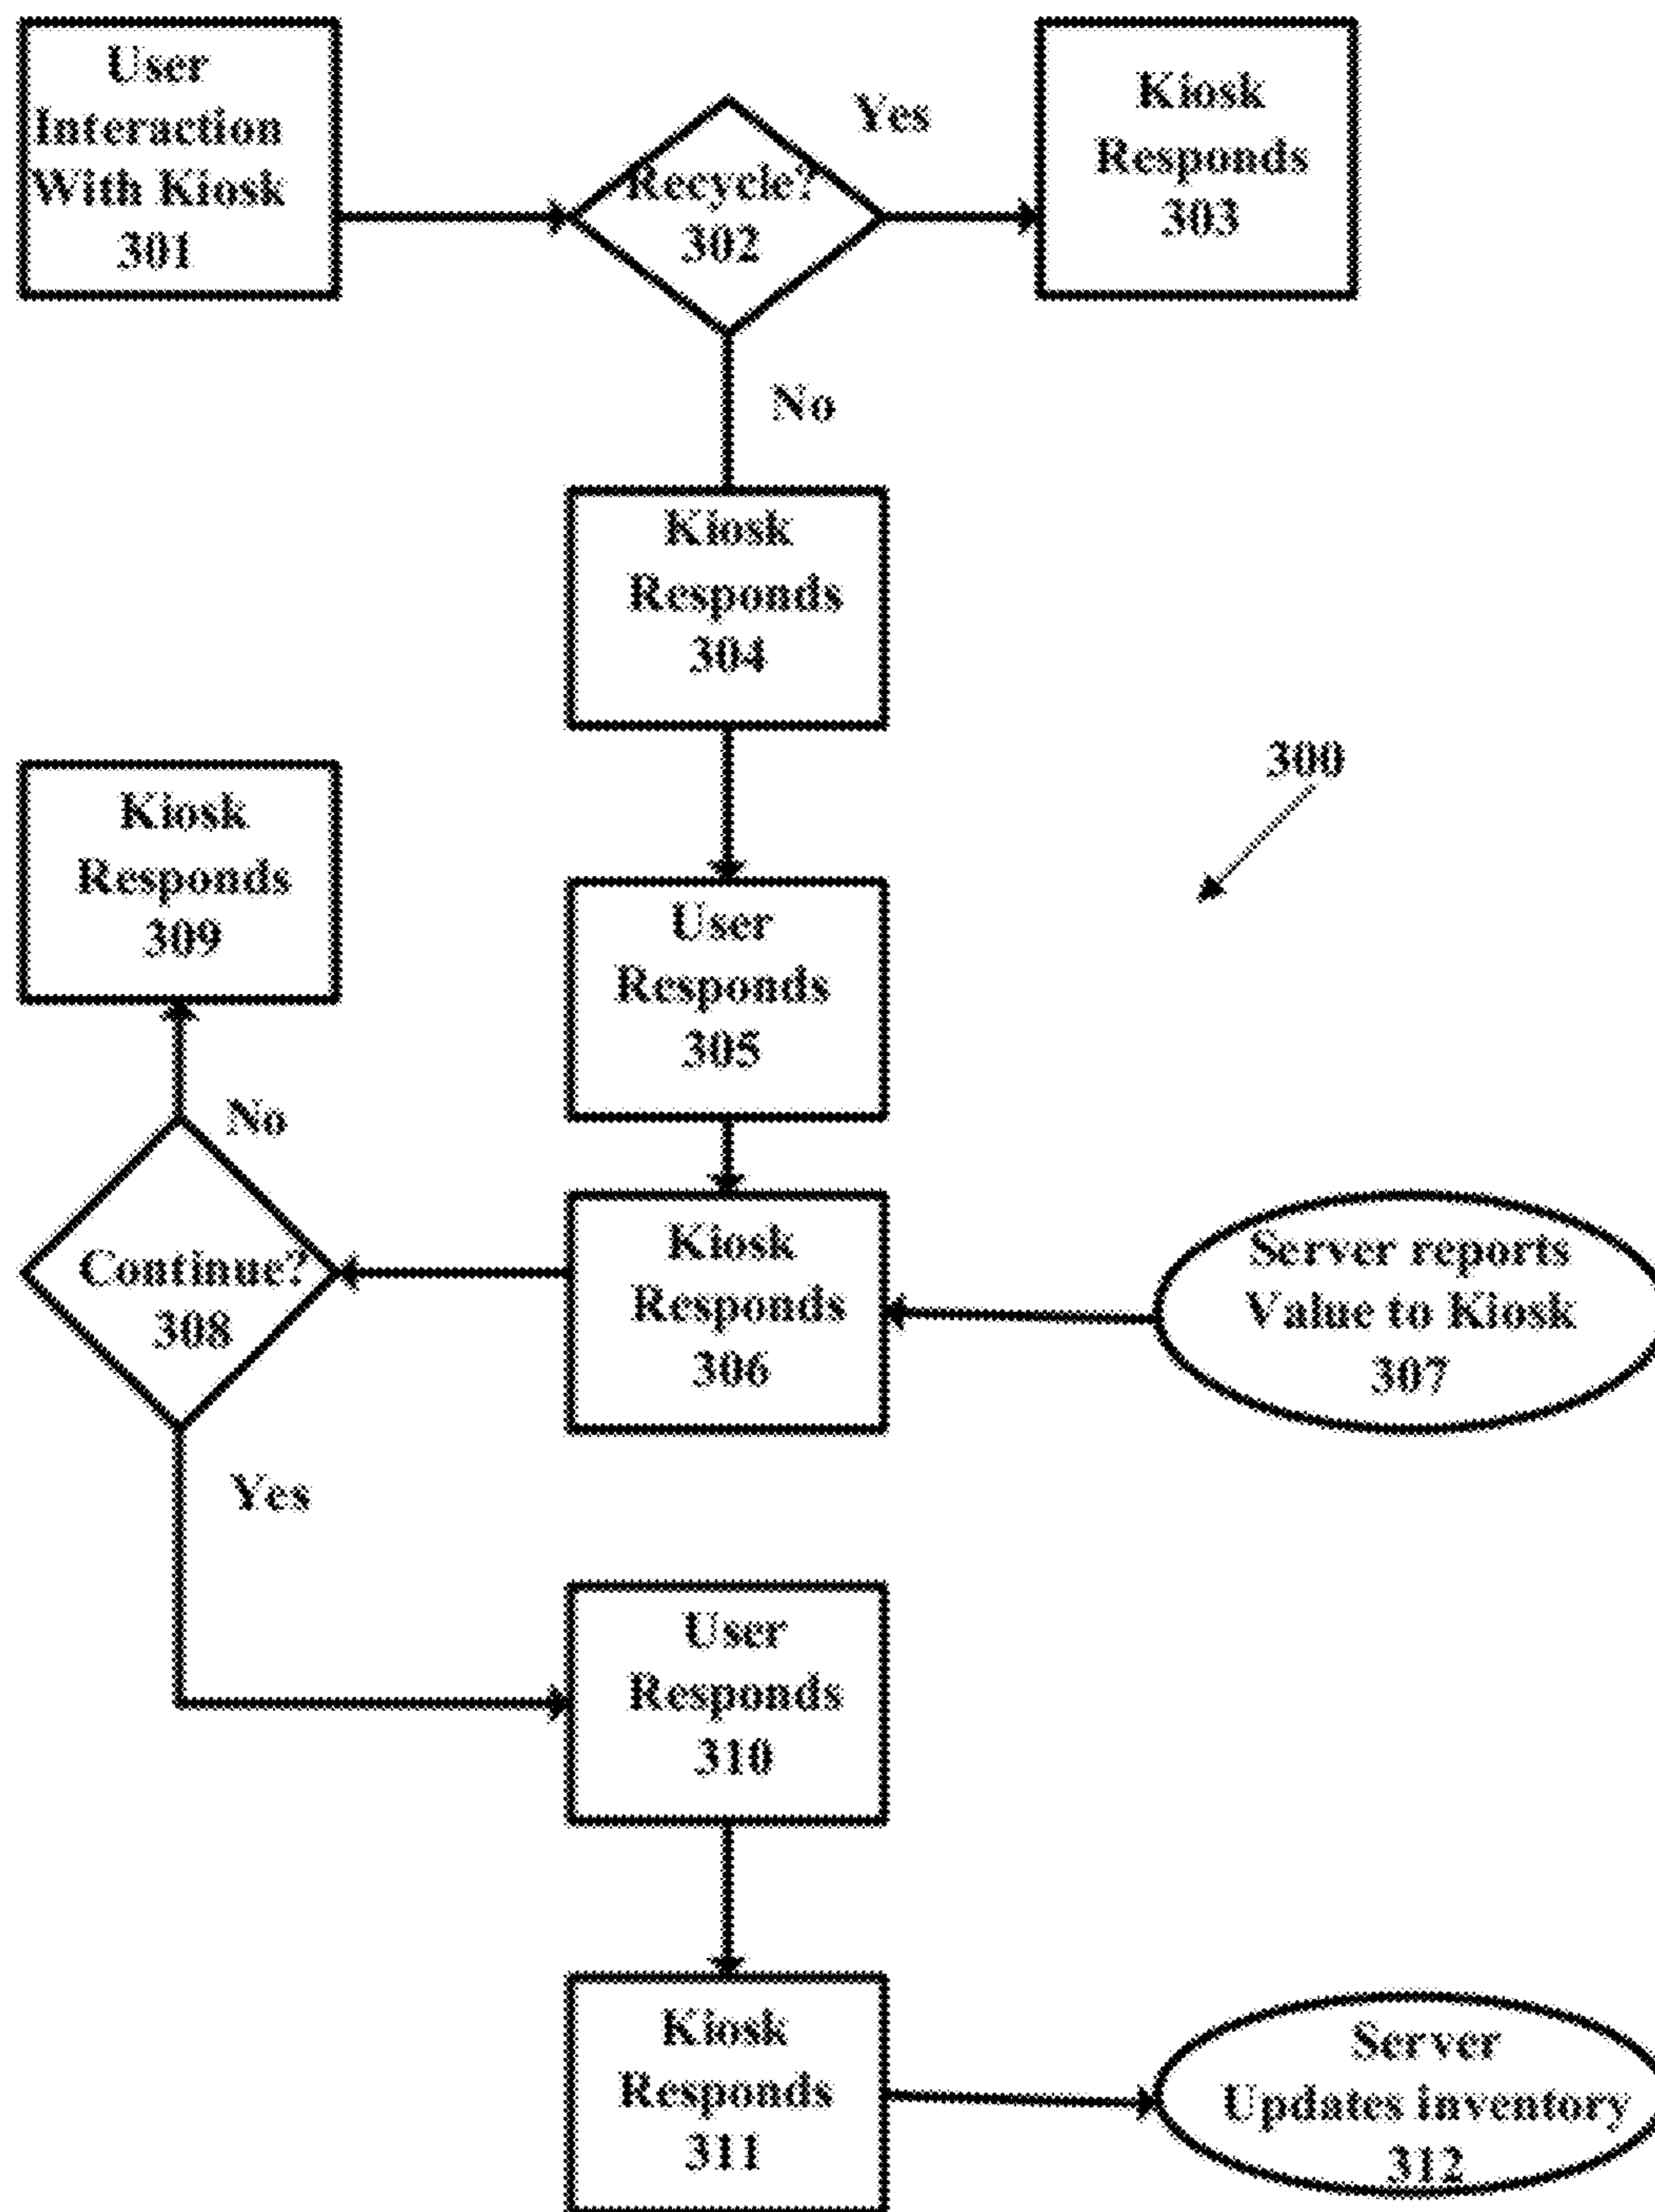 User
Interaction
With Kiosk
301
Recycle?
302
Yes
Kiosk
Responds
303
No
Kiosk
Responds
304
300
Kiosk
Responds
309
User
Responds
305
No
Continue?
308
Kiosk
Responds
306
Server reports
Value to Kiosk
307
Yes
User
Responds
310
Kiosk
Responds
311
Server
Updates inventory
312